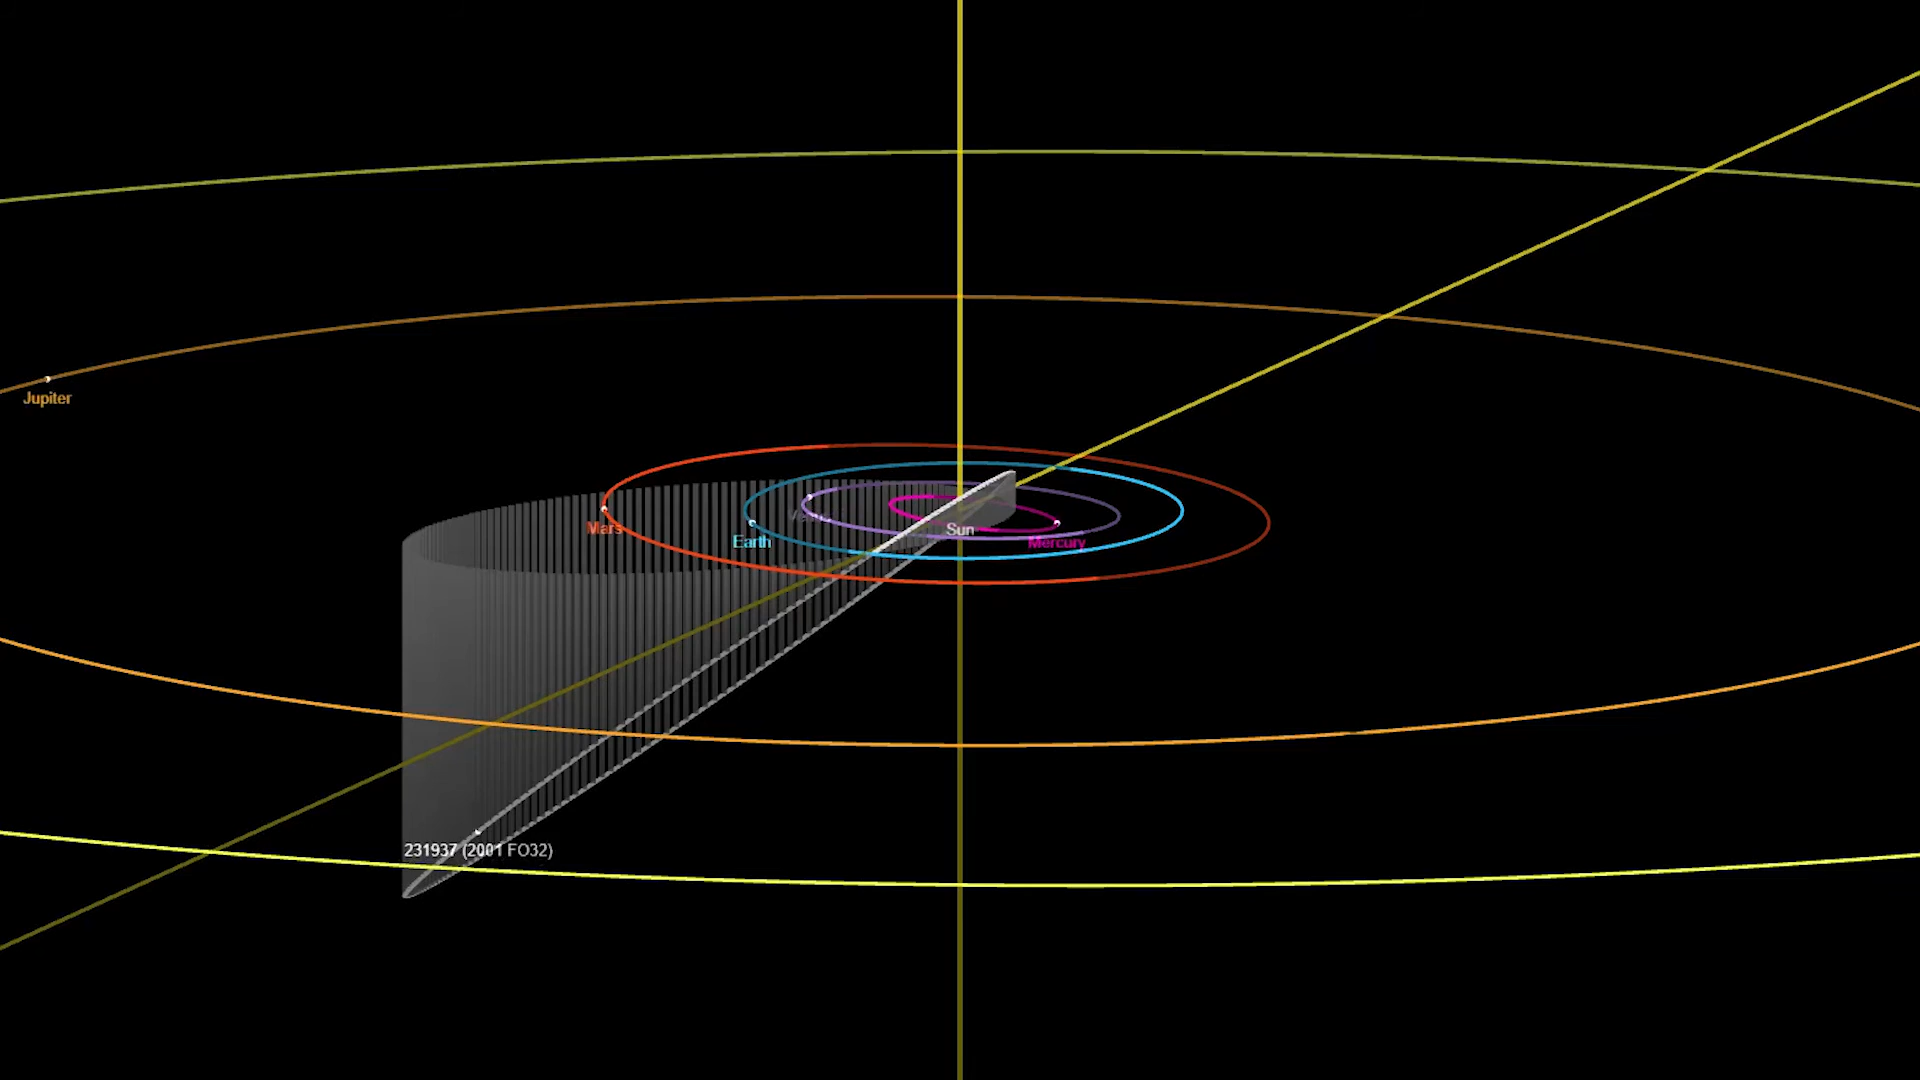 Jupiter
Mars
Earth
Sun
Mercury
231937 (2001 FO32)